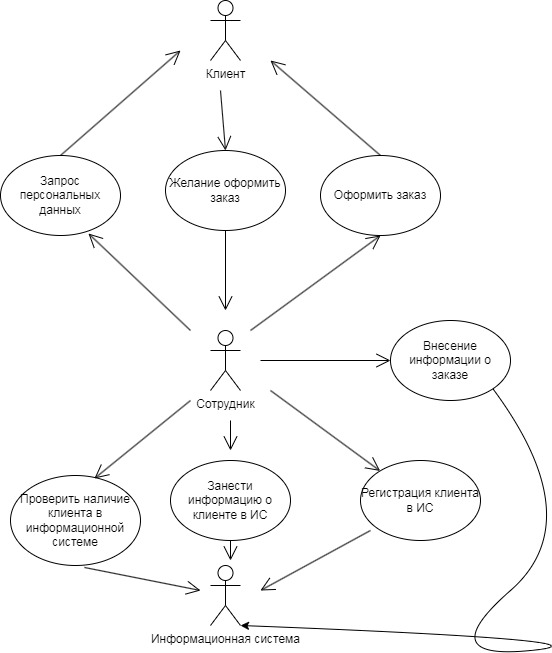 Клиент
Запрос
персональных
данных
Желание оформить
заказ
Оформить заказ
Внесение
информации о
заказе
Сотрудник
Проверить наличие
клиента в
информационной
системе
Занести
информацию о
клиенте в ИС
Регистрация клиента
в ИС
Информационная система